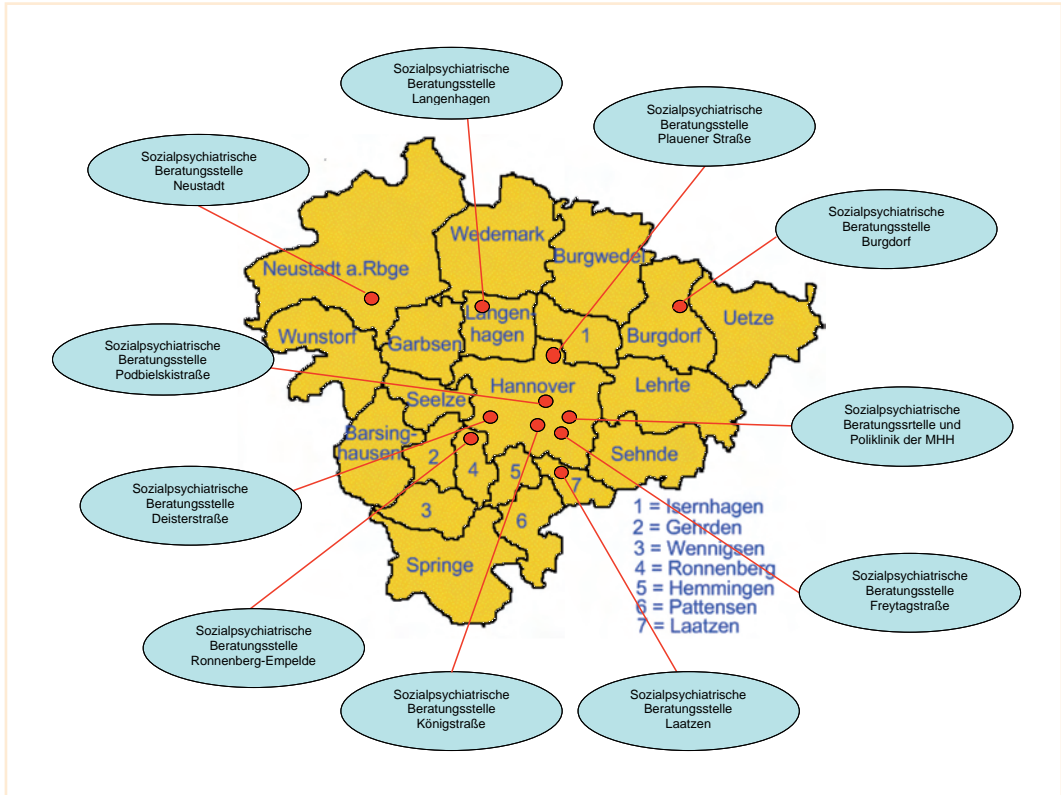 Sozialpsychiatrische
Beratungsstelle
Langenhagen
Sozialpsychiatrische
Beratungsstelle
Plauener Straße
Sozialpsychiatrische
Beratungsstelle
Neustadt
Sozialpsychiatrische
Beratungsstelle
Burgdorf
Wedemark
Burgwedel
Neustadt a.Rbge
Langen-
hagen
Uetze
Wunstorf
Garbsen
1
Burgdorf
Sozialpsychiatrische
Beratungsstelle
Podbielskistraße
Hannover
Lehrte
Seelze
Sozialpsychiatrische
Beratungssrtelle und
Poliklinik der MHH
Barsing-
hausen
2
4
5
7
Sehnde
Sozialpsychiatrische
Beratungsstelle
Deisterstraße
3
6
Springe
1 = Isernhagen
2 = Gehrden
3 = Wennigsen
4 = Ronnenberg
5 = Hemmingen
6 = Pattensen
7 = Laatzen
Sozialpsychiatrische
Beratungsstelle
Freytagstraße
Sozialpsychiatrische
Beratungsstelle
Ronnenberg-Empelde
Sozialpsychiatrische
Beratungsstelle
Königstraße
Sozialpsychiatrische
Beratungsstelle
Laatzen